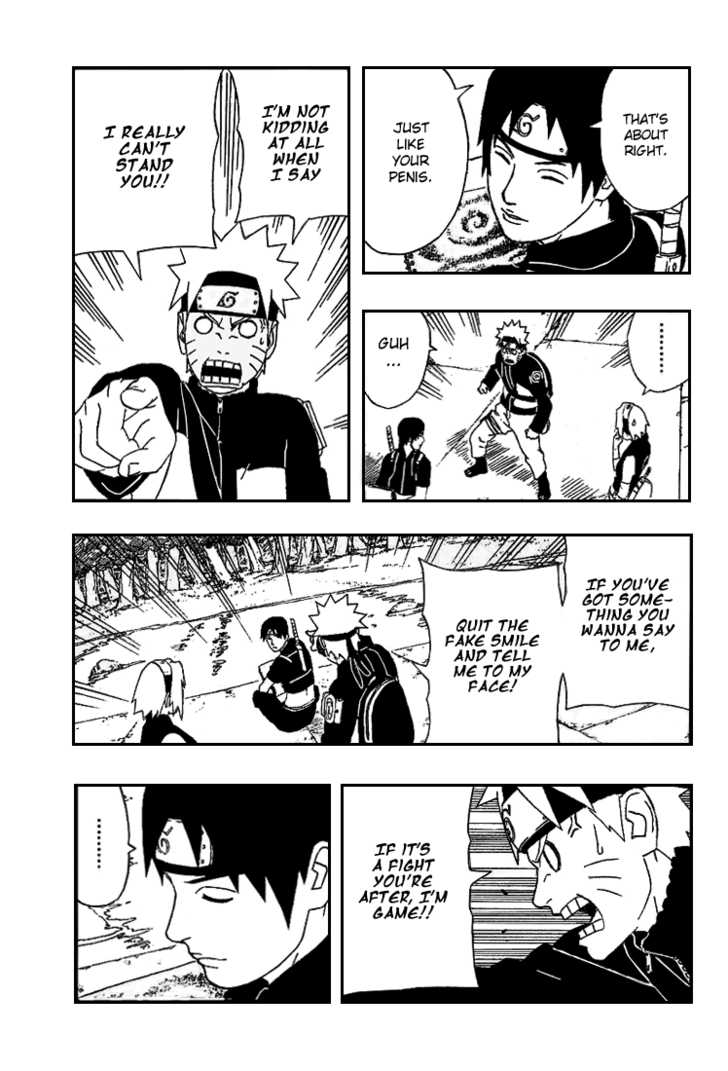 THAT'S
ABOUT
RIGHT.
JUST
LIKE
YOUR
PENIS.
I'M NOT
KIDDING
AT ALL
WHEN
I SAY
I REALLY
CAN'T
STAND
YOU!!
........
GUH
...
IF YOU'VE
GOT SOME-
THING YOU
WANNA SAY
TO ME,
QUIT THE
FAKE SMILE
AND TELL
ME TO MY
FACE!
IF IT'S
A FIGHT
YOU'RE
AFTER, I'M
GAME!!
........